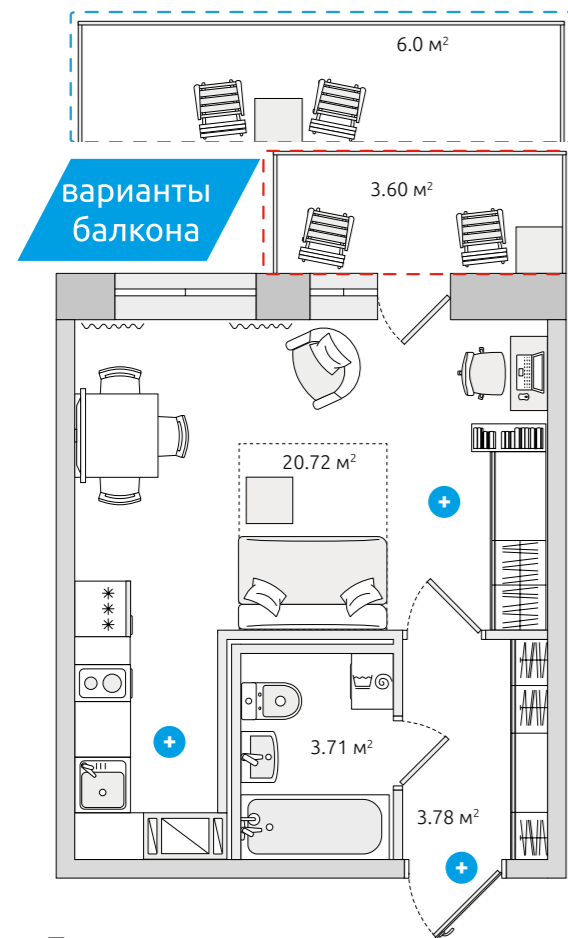 6.0 м²
варианты
балкона
3.60 м²
20.72 м²
3.71 м²
3.78 м²